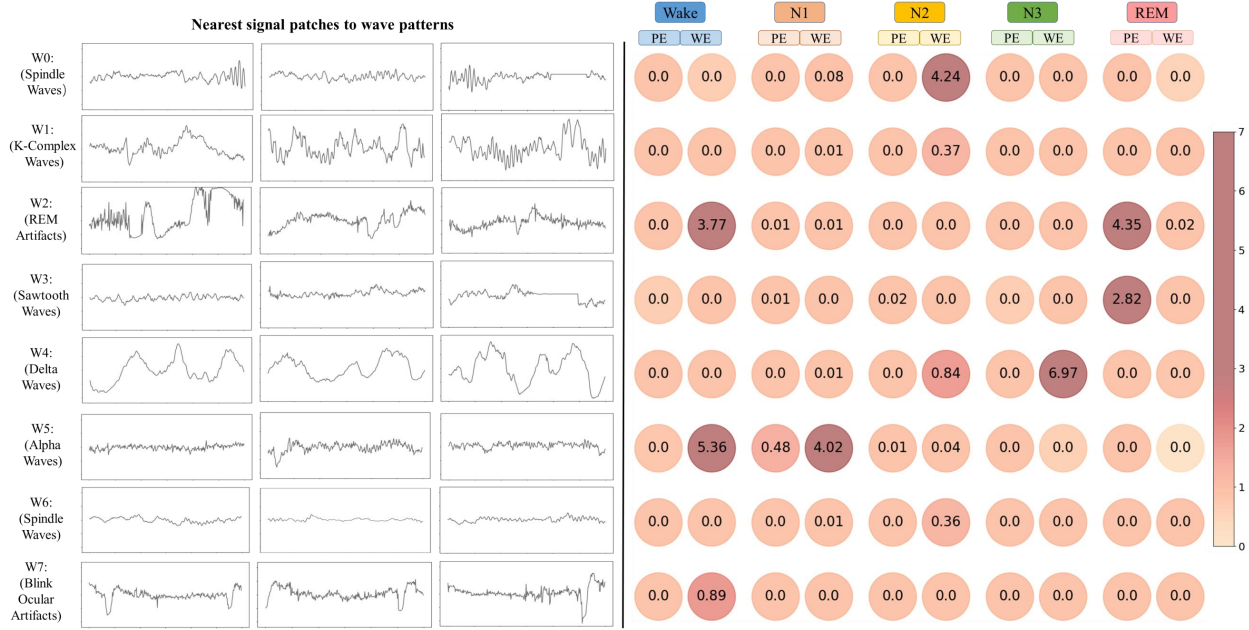 Nearest signal patches to wave patterns
Wake N1 N2 N3 REM
PE WE PE WE PE WE PE WE PE WE
W0:
(Spindle
Waves)
0.0 0.0 0.0 0.08 0.0 4.24 0.0 0.0 0.0 0.0
W1:
(K-Complex
Waves)
0.0 0.0 0.0 0.01 0.0 0.37 0.0 0.0 0.0 0.0
W2:
(REM
Artifacts)
0.0 3.77 0.01 0.01 0.0 0.0 0.0 0.0 4.35 0.02
W3:
(Sawtooth
Waves)
0.0 0.0 0.01 0.0 0.02 0.0 0.0 0.0 2.82 0.0
W4:
(Delta
Waves)
0.0 0.0 0.0 0.01 0.0 0.84 0.0 6.97 0.0 0.0
W5:
(Alpha
Waves)
0.0 5.36 0.48 4.02 0.01 0.04 0.0 0.0 0.0 0.0
W6:
(Spindle
Waves)
0.0 0.0 0.0 0.01 0.0 0.36 0.0 0.0 0.0 0.0
W7:
(Blink
Ocular
Artifacts)
0.0 0.89 0.0 0.0 0.0 0.0 0.0 0.0 0.0 0.0
7
6
5
4
3
2
1
0